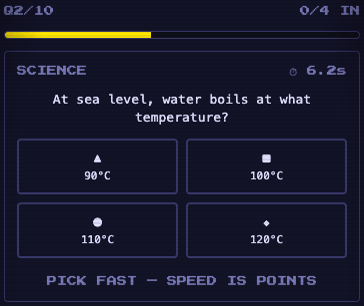 Q2/10 0/4 IN
SCIENCE ⏱ 6.2s
At sea level, water boils at what
temperature?
90°C 100°C
110°C 120°C
PICK FAST — SPEED IS POINTS